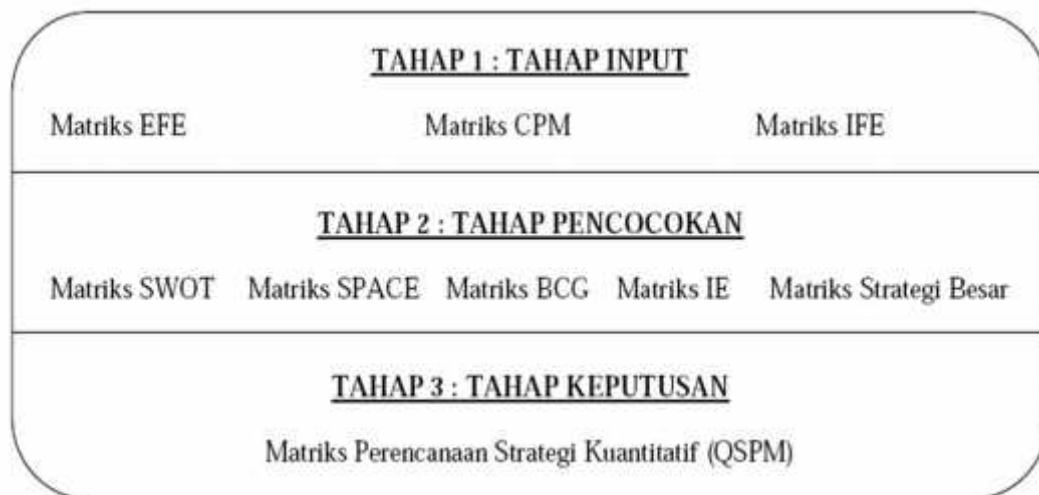 TAHAP 1 : TAHAP INPUT
Matriks EFE Matriks CPM Matriks IFE
TAHAP 2 : TAHAP PENCOCOKAN
Matriks SWOT Matriks SPACE Matriks BCG Matriks IE Matriks Strategi Besar
TAHAP 3 : TAHAP KEPUTUSAN
Matriks Perencanaan Strategi Kuantitatif (QSPM)